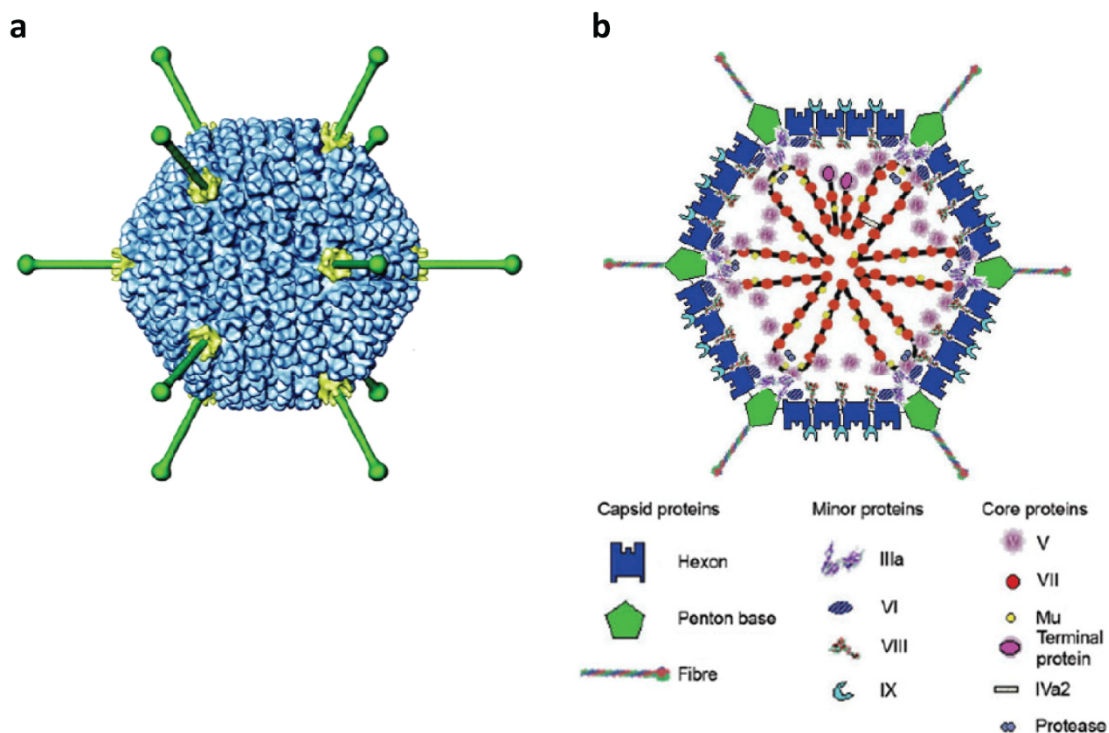 a
b
Capsid proteins
Hexon
Penton base
Fibre
Minor proteins
IIIa
VI
VIII
IX
Core proteins
V
VII
Mu
Terminal
protein
IVa2
Protease